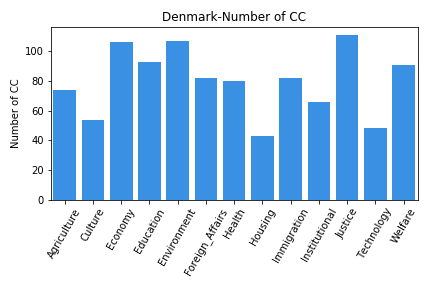 Denmark-Number of CC
Number of CC
100
80
60
40
20
0
Agriculture
Culture
Economy
Education
Environment
Foreign_Affairs
Health
Housing
Immigration
Institutional
Justice
Technology
Welfare